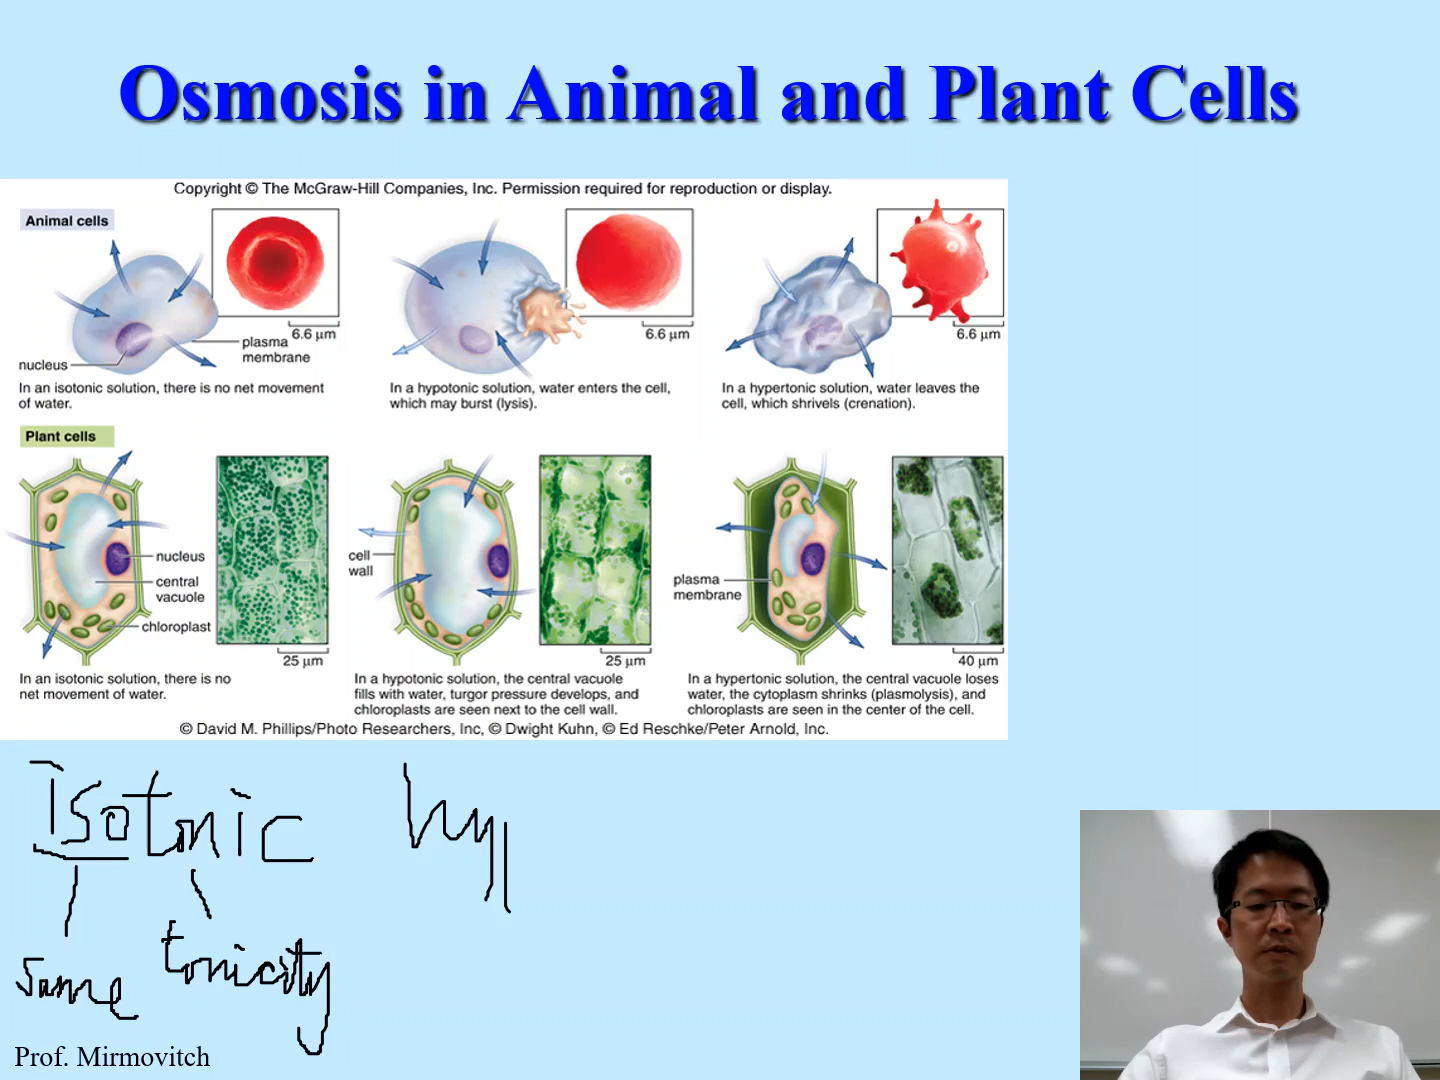 Osmosis in Animal and Plant Cells
Copyright © The McGraw-Hill Companies, Inc. Permission required for reproduction or display.
Animal cells
6.6 µm
plasma
membrane
nucleus
In an isotonic solution, there is no net movement
of water.
6.6 µm
In a hypotonic solution, water enters the cell,
which may burst (lysis).
6.6 µm
In a hypertonic solution, water leaves the
cell, which shrivels (crenation).
Plant cells
nucleus
central
vacuole
chloroplast
25 µm
In an isotonic solution, there is no
net movement of water.
cell
wall
25 µm
In a hypotonic solution, the central vacuole
fills with water, turgor pressure develops, and
chloroplasts are seen next to the cell wall.
plasma
membrane
40 µm
In a hypertonic solution, the central vacuole loses
water, the cytoplasm shrinks (plasmolysis), and
chloroplasts are seen in the center of the cell.
© David M. Phillips/Photo Researchers, Inc, © Dwight Kuhn, © Ed Reschke/Peter Arnold, Inc.
Isotonic hyp
same tonicity
Prof. Mirmovitch